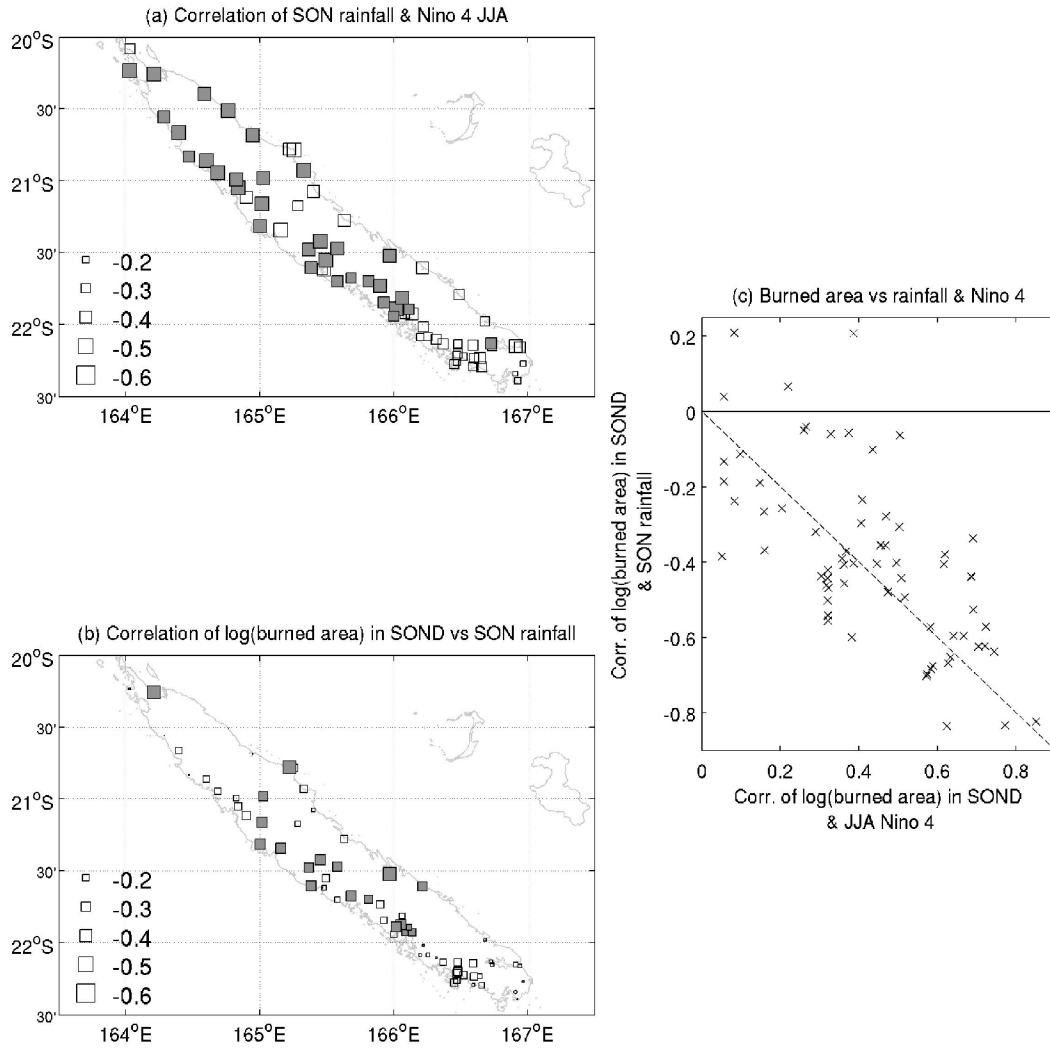 (a) Correlation of SON rainfall & Nino 4 JJA
20°S
30'
21°S
30'
22°S
30'
-0.2
-0.3
-0.4
-0.5
-0.6
164°E
165°E
166°E
167°E
(b) Correlation of log(burned area) in SOND vs SON rainfall
20°S
30'
21°S
30'
22°S
30'
-0.2
-0.3
-0.4
-0.5
-0.6
164°E
165°E
166°E
167°E
(c) Burned area vs rainfall & Nino 4
Corr. of log(burned area) in SOND
& SON rainfall
0.2
0
-0.2
-0.4
-0.6
-0.8
0
0.2
0.4
0.6
0.8
Corr. of log(burned area) in SOND
& JJA Nino 4